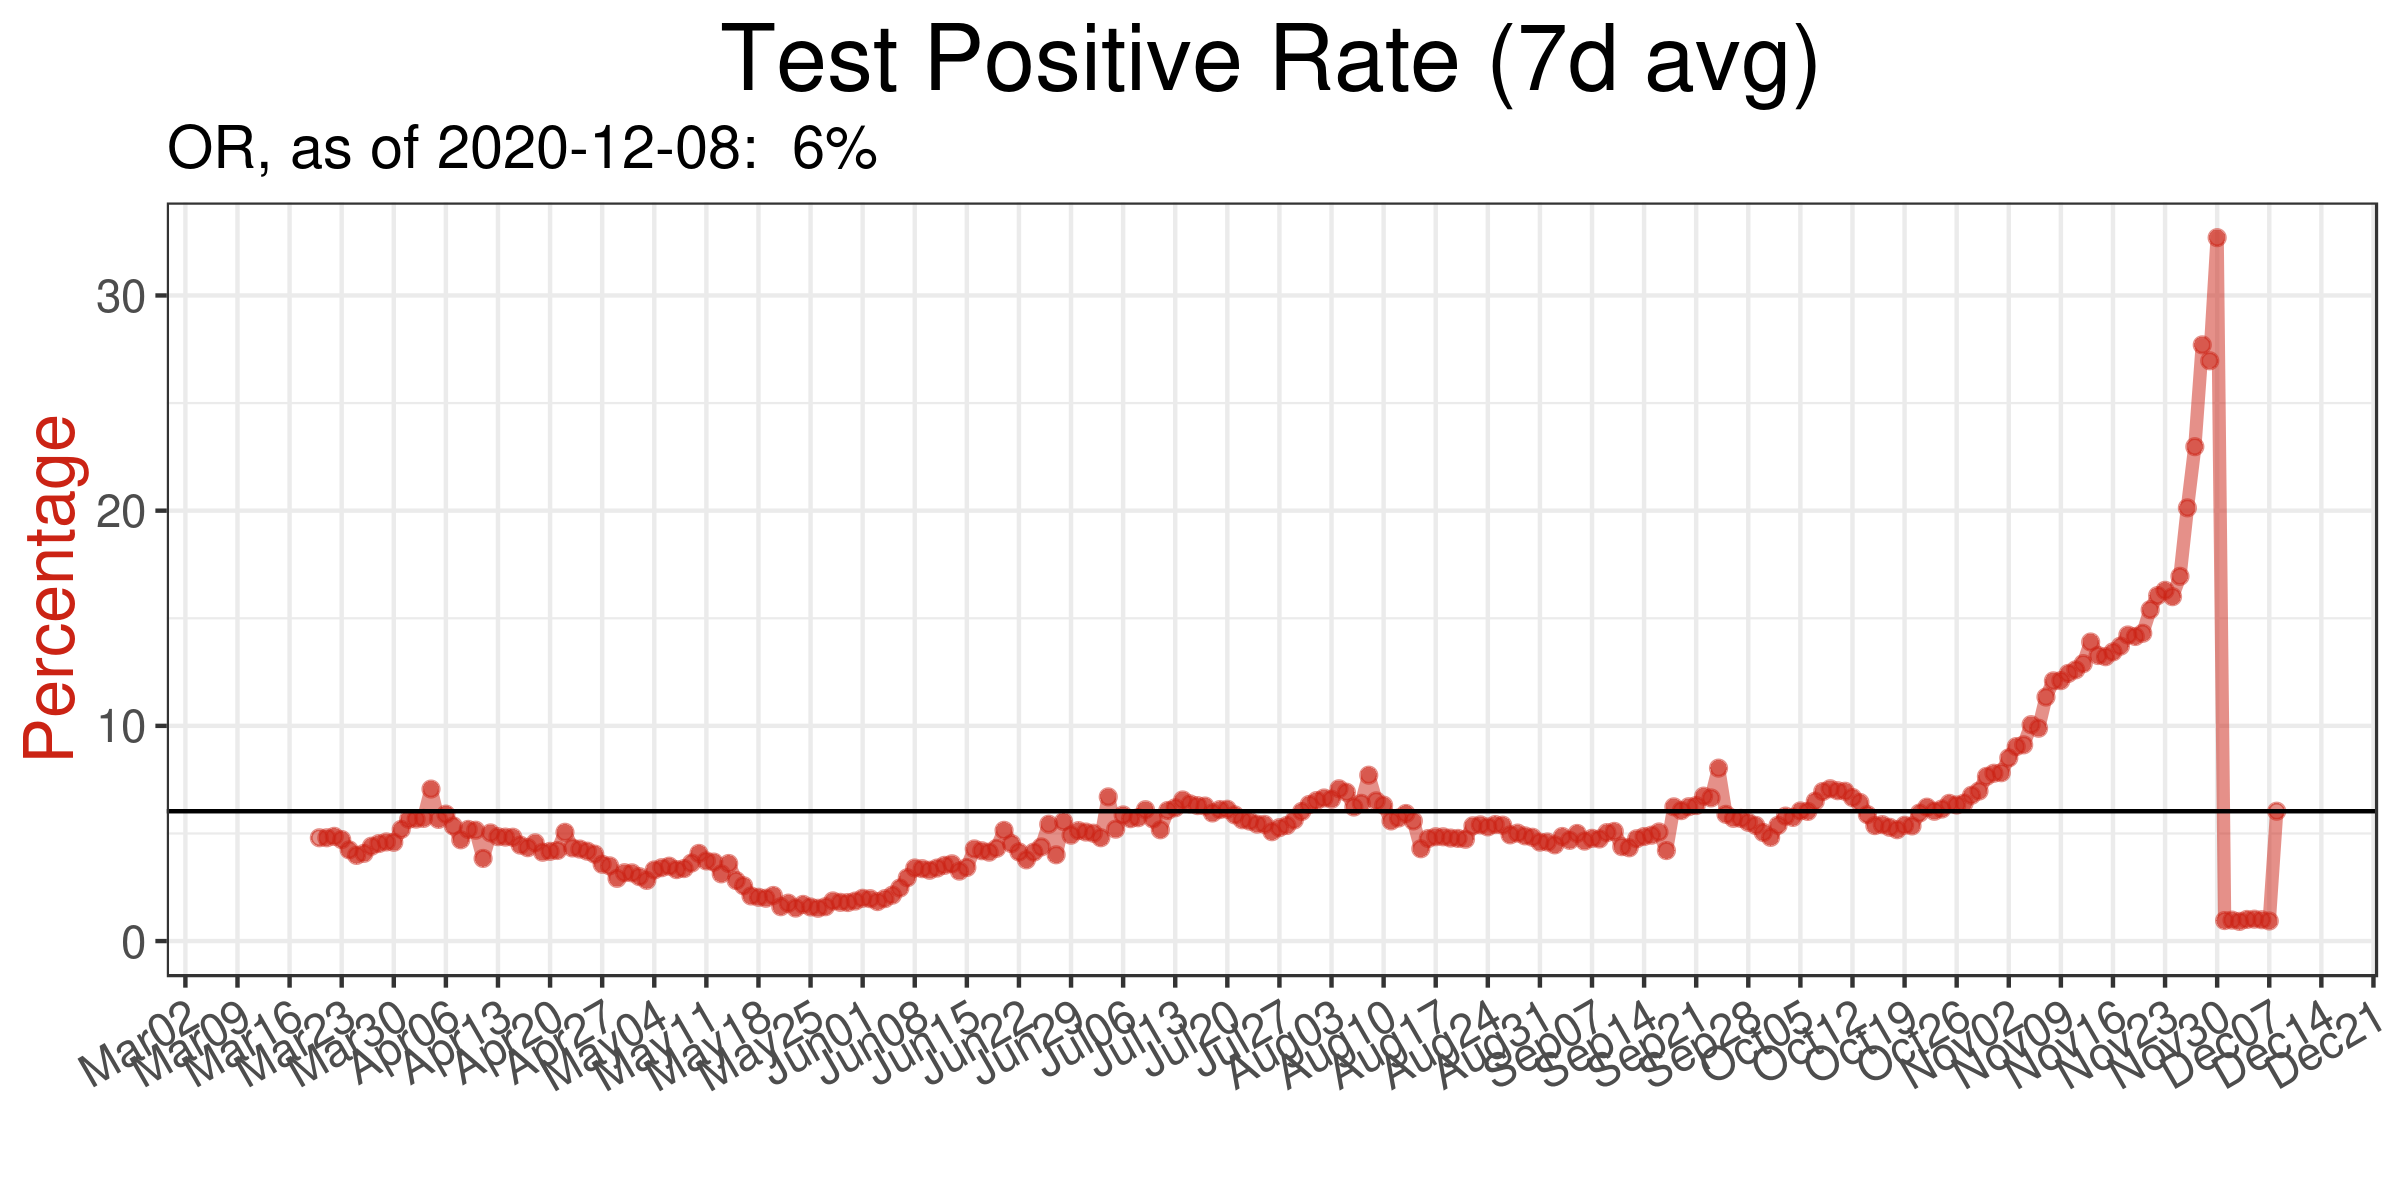 Test Positive Rate (7d avg)
OR, as of 2020-12-08:  6%
Percentage
30
20
10
0
Mar02
Mar09
Mar16
Mar23
Mar30
Apr06
Apr13
Apr20
Apr27
May04
May11
May18
May25
Jun01
Jun08
Jun15
Jun22
Jun29
Jul06
Jul13
Jul20
Jul27
Aug03
Aug10
Aug17
Aug24
Aug31
Sep07
Sep14
Sep21
Sep28
Oct05
Oct12
Oct19
Oct26
Nov02
Nov09
Nov16
Nov23
Nov30
Dec07
Dec14
Dec21